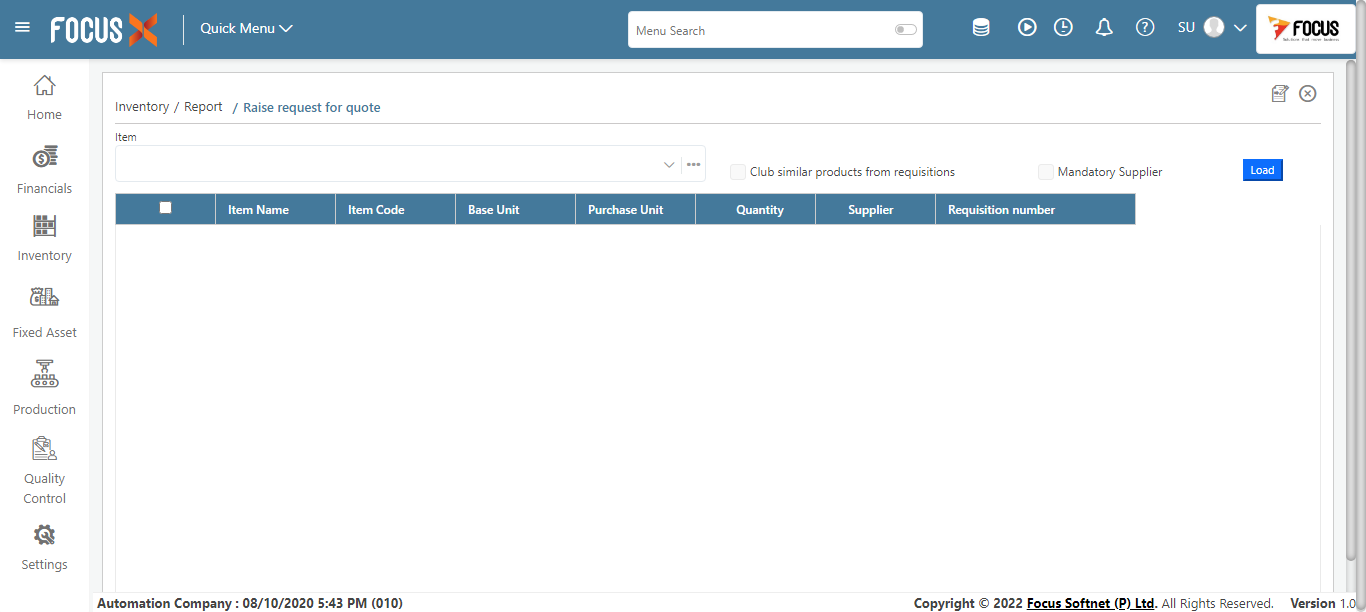 FOCUS X
Quick Menu
Menu Search
SU
FOCUS
Home
Financials
Inventory
Fixed Asset
Production
Quality
Control
Settings
Inventory / Report / Raise request for quote
Item
Club similar products from requisitions
Mandatory Supplier
Load
Item Name Item Code Base Unit Purchase Unit Quantity Supplier Requisition number
Automation Company : 08/10/2020 5:43 PM (010)
Copyright © 2022 Focus Softnet (P) Ltd. All Rights Reserved. Version 1.0